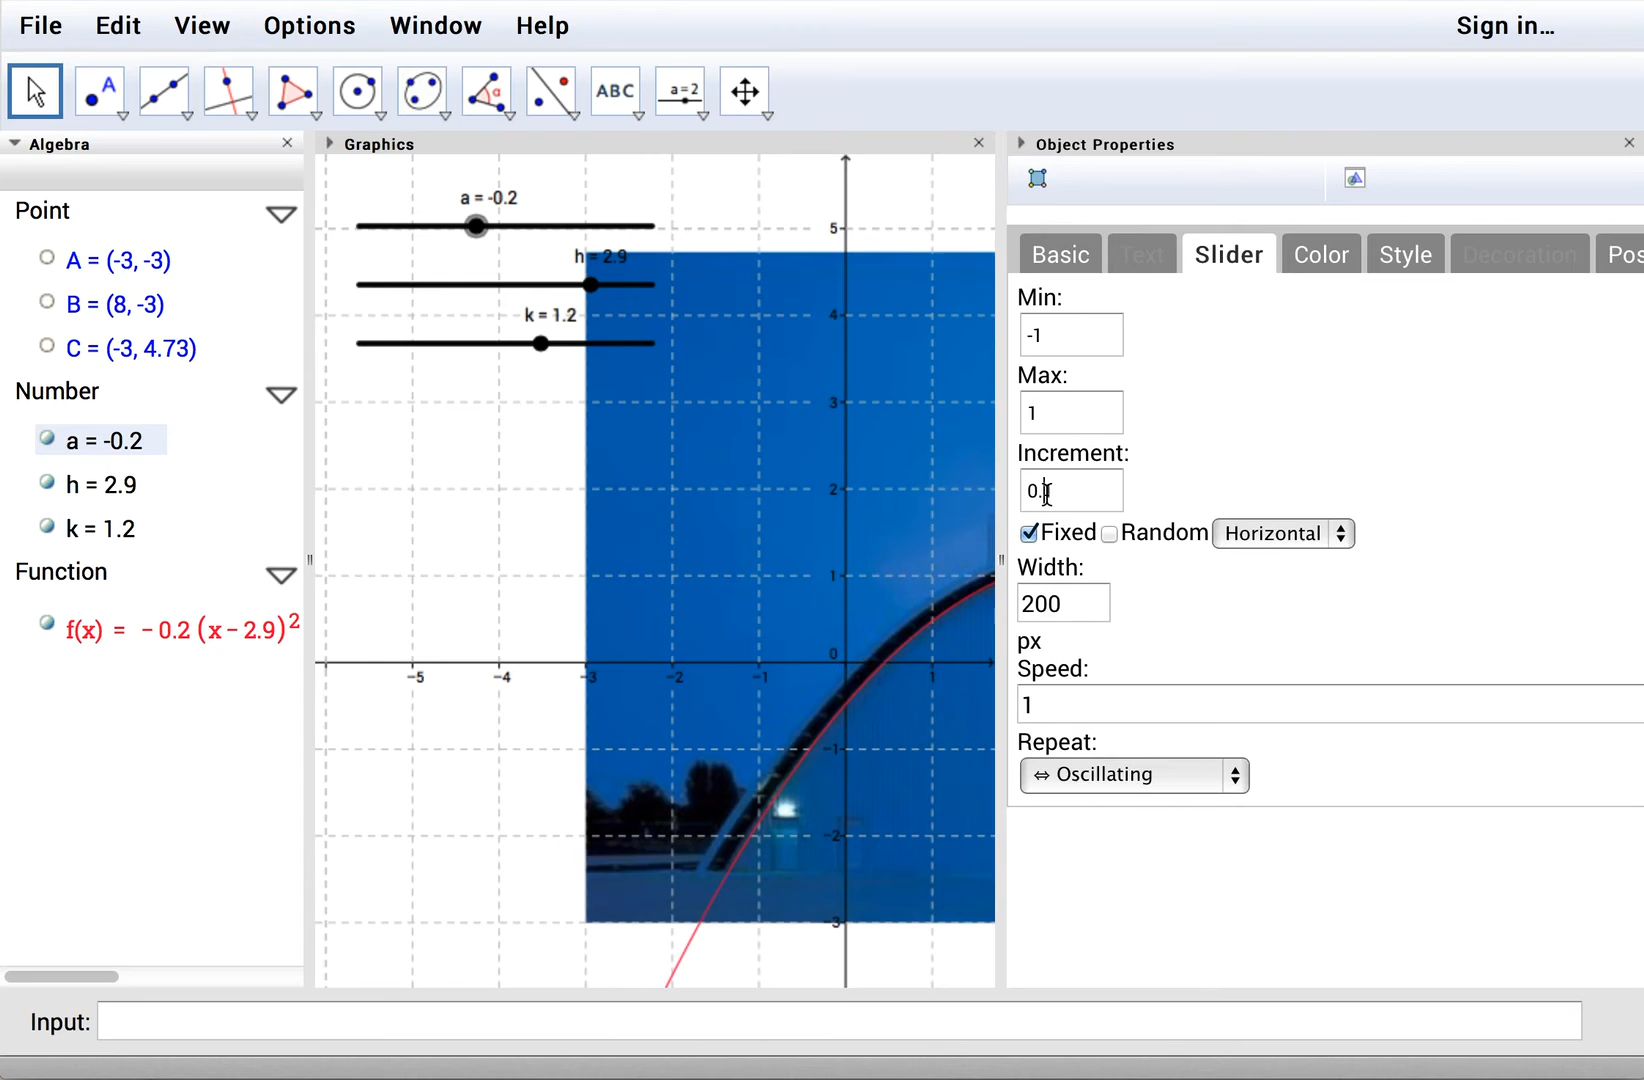 File Edit View Options Window Help Sign in...
A α ABC a=2
Algebra
Graphics
Object Properties
Point
A = (-3, -3)
B = (8, -3)
C = (-3, 4.73)
Number
a = -0.2
h = 2.9
k = 1.2
Function
f(x) = -0.2 (x-2.9)²
a = -0.2
h = 2.9
k = 1.2
5
4
3
2
1
0
-5 -4 -3 -2 -1 1
-1
-2
-3
Basic Text Slider Color Style Decoration Pos
Min:
-1
Max:
1
Increment:
0.
Fixed Random Horizontal
Width:
200
px
Speed:
1
Repeat:
⇔ Oscillating
Input: